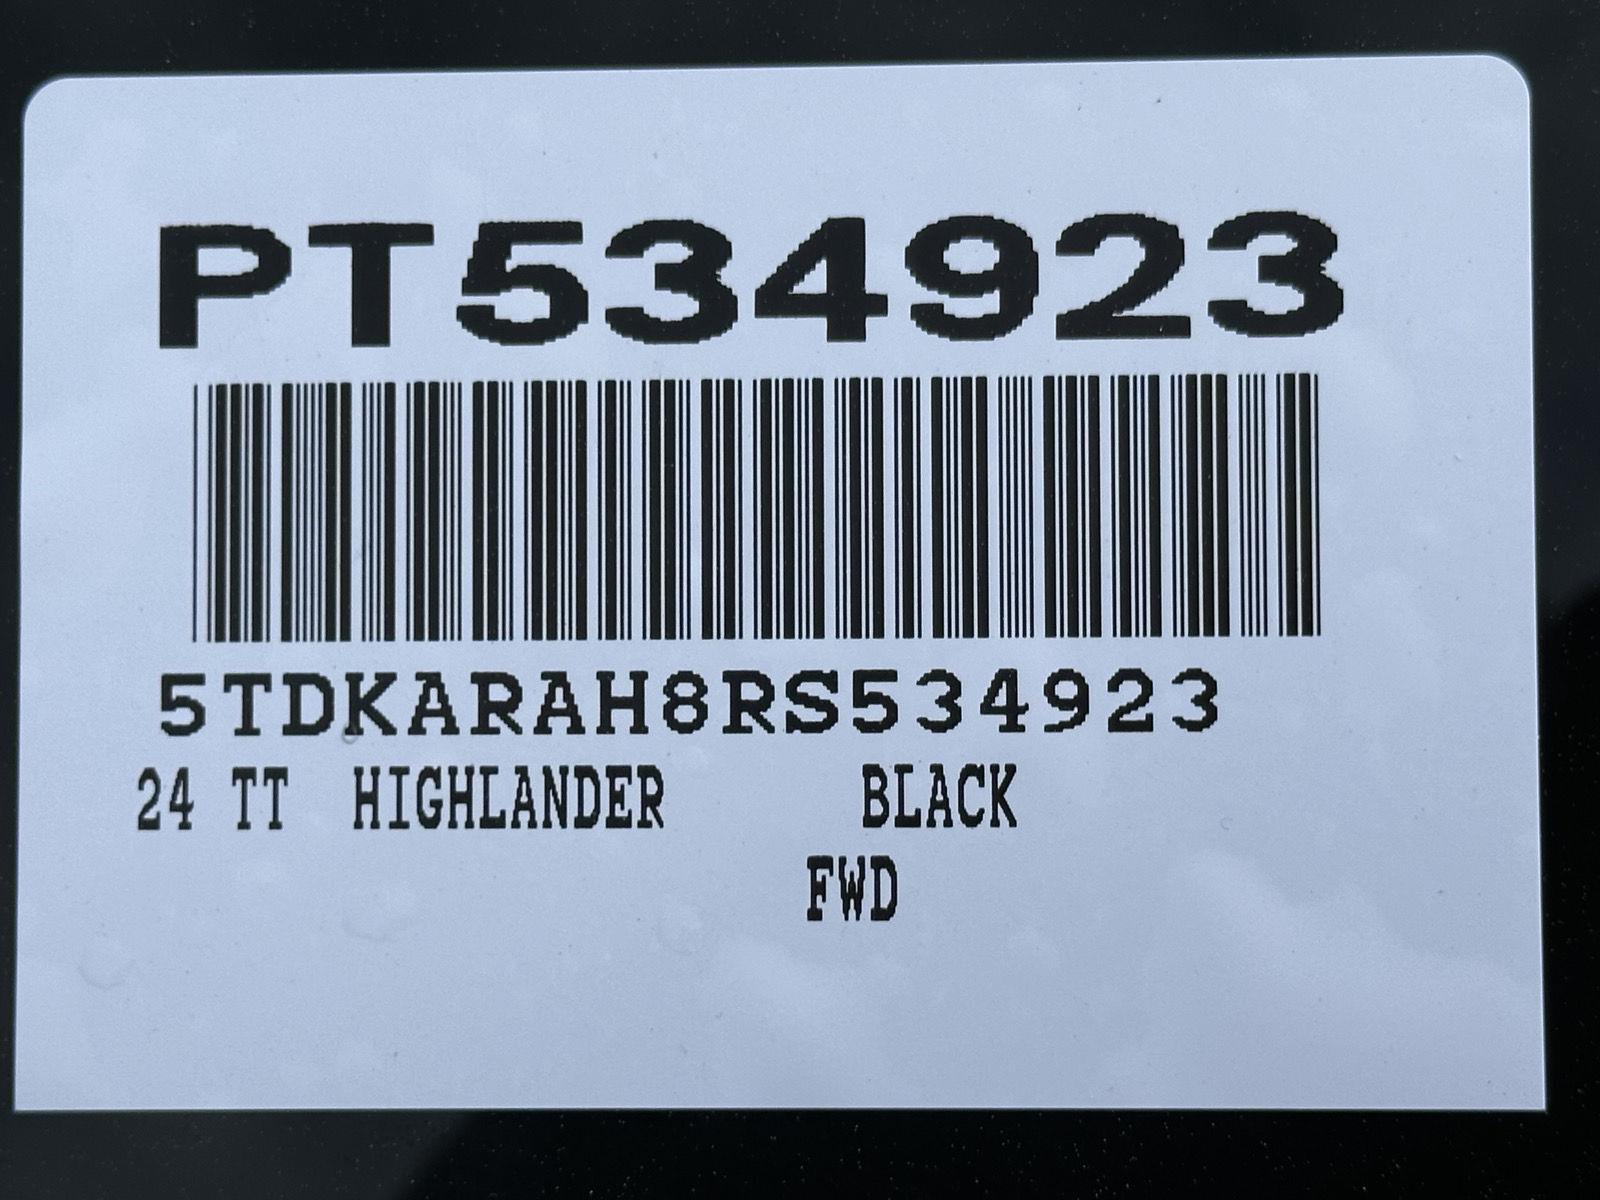 PT534923
5TDKARAH8RS534923
24 TT HIGHLANDER BLACK
FWD